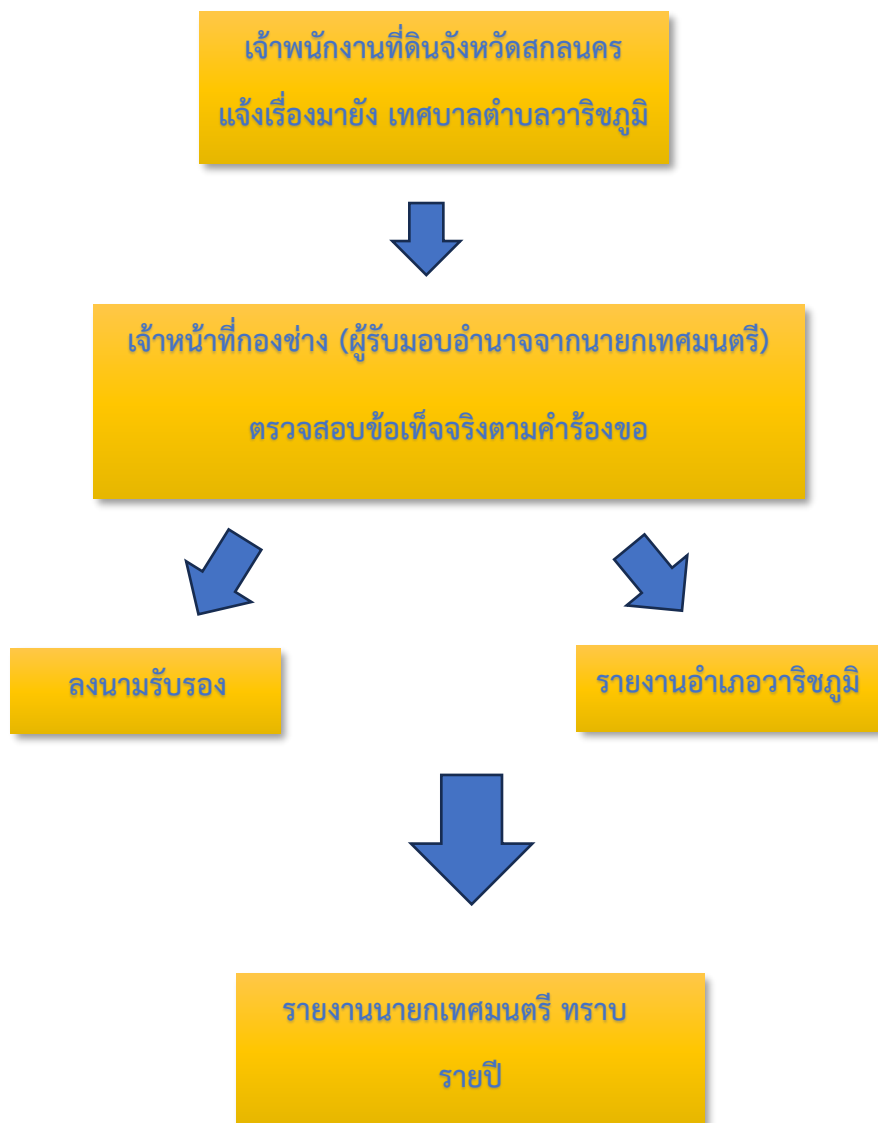 เจ้าพนักงานที่ดินจังหวัดสกลนคร
แจ้งเรื่องมายัง เทศบาลตำบลวาริชภูมิ
เจ้าหน้าที่กองช่าง (ผู้รับมอบอำนาจจากนายกเทศมนตรี)
ตรวจสอบข้อเท็จจริงตามคำร้องขอ
ลงนามรับรอง
รายงานอำเภอวาริชภูมิ
รายงานนายกเทศมนตรี ทราบ
รายปี